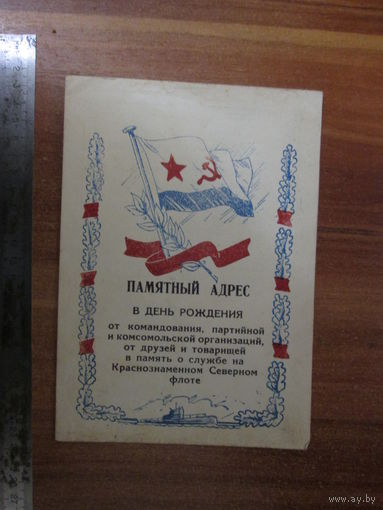 ПАМЯТНЫЙ АДРЕС
В ДЕНЬ РОЖДЕНИЯ
от командования, партийной
и комсомольской организаций,
от друзей и товарищей
в память о службе на
Краснознаменном Северном
флоте
www.ay.by